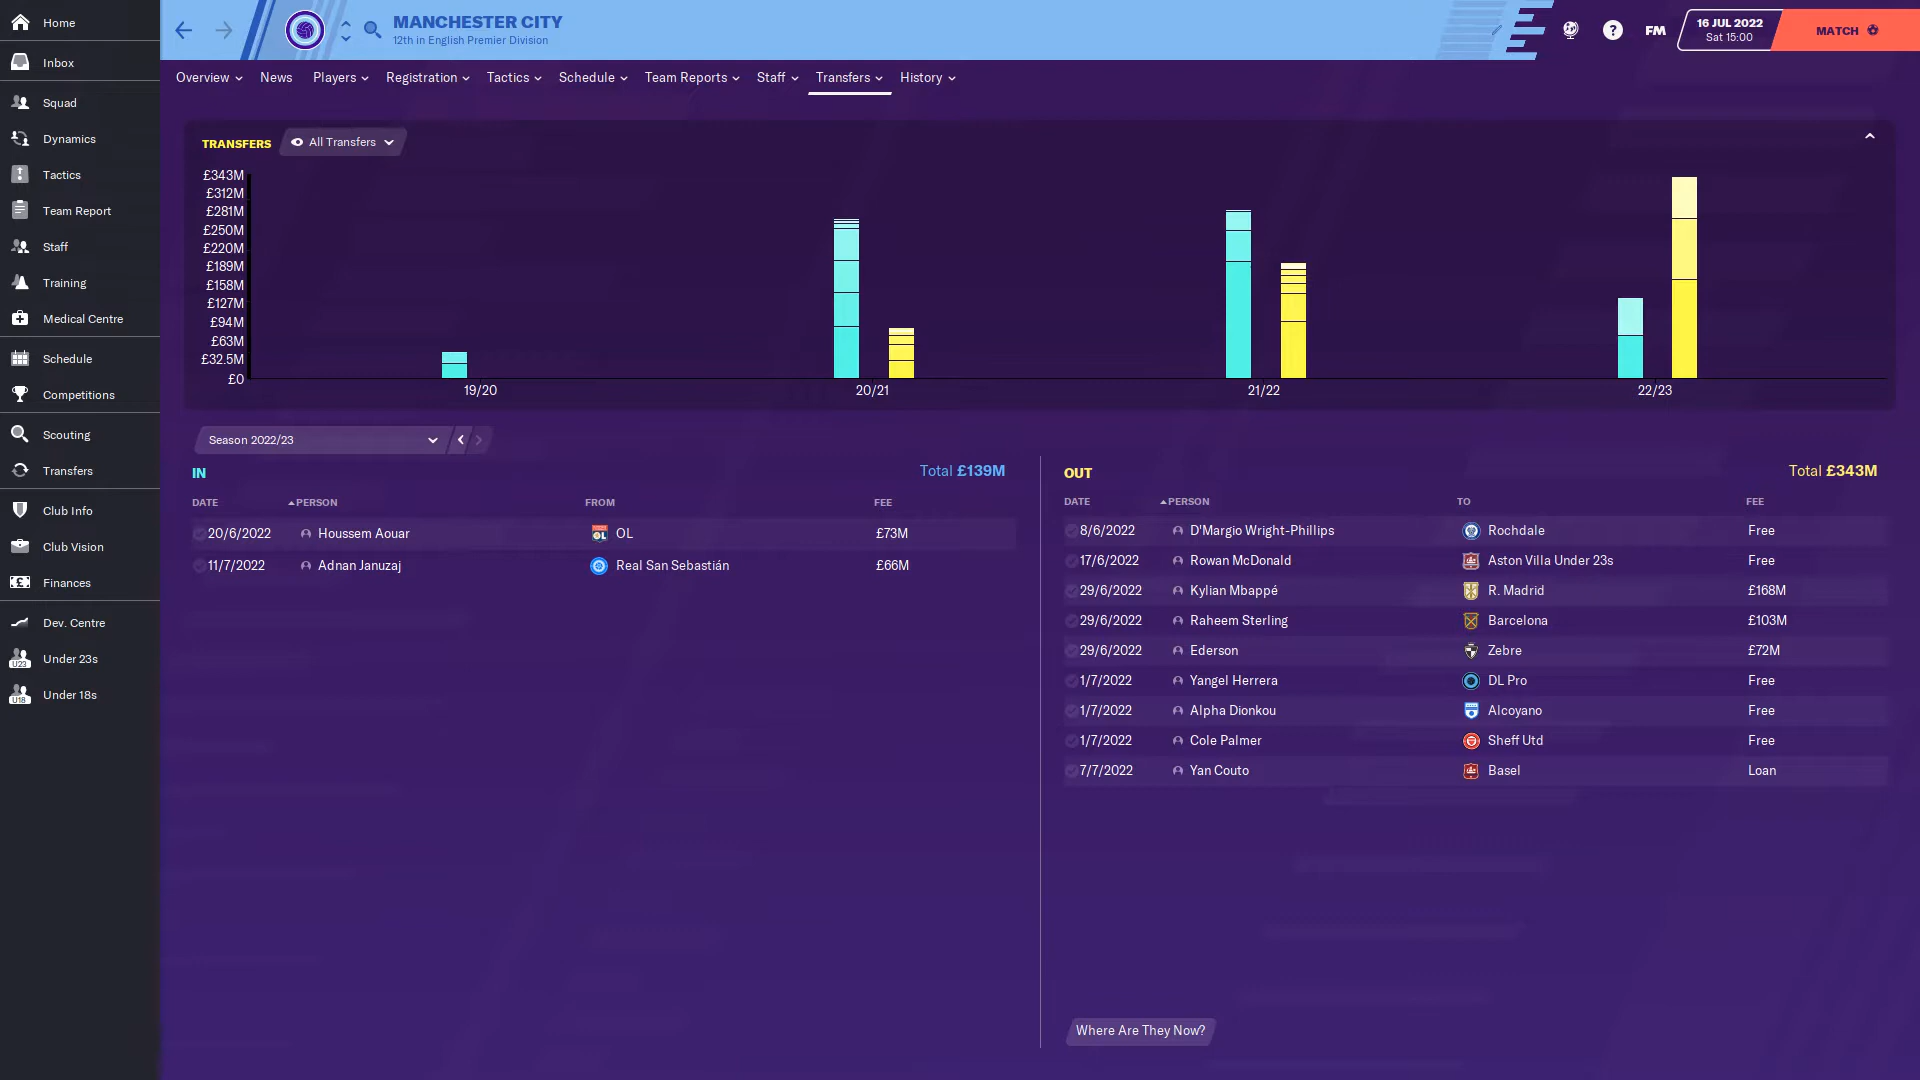 Home
Inbox
Squad
Dynamics
Tactics
Team Report
Staff
Training
Medical Centre
Schedule
Competitions
Scouting
Transfers
Club Info
Club Vision
Finances
Dev. Centre
U23 Under 23s
U18 Under 18s
MANCHESTER CITY
12th in English Premier Division
? FM 16 JUL 2022
Sat 15:00
MATCH
Overview News Players Registration Tactics Schedule Team Reports Staff Transfers History
TRANSFERS All Transfers
£343M
£312M
£281M
£250M
£220M
£189M
£158M
£127M
£94M
£63M
£32.5M
£0
19/20 20/21 21/22 22/23
Season 2022/23
IN Total £139M
DATE PERSON FROM FEE
20/6/2022 Houssem Aouar OL OL £73M
11/7/2022 Adnan Januzaj Real San Sebastián £66M
OUT Total £343M
DATE PERSON TO FEE
8/6/2022 D'Margio Wright-Phillips Rochdale Free
17/6/2022 Rowan McDonald Aston Villa Under 23s Free
29/6/2022 Kylian Mbappé R. Madrid £168M
29/6/2022 Raheem Sterling Barcelona £103M
29/6/2022 Ederson Zebre £72M
1/7/2022 Yangel Herrera DL Pro Free
1/7/2022 Alpha Dionkou Alcoyano Free
1/7/2022 Cole Palmer Sheff Utd Free
7/7/2022 Yan Couto Basel Loan
Where Are They Now?